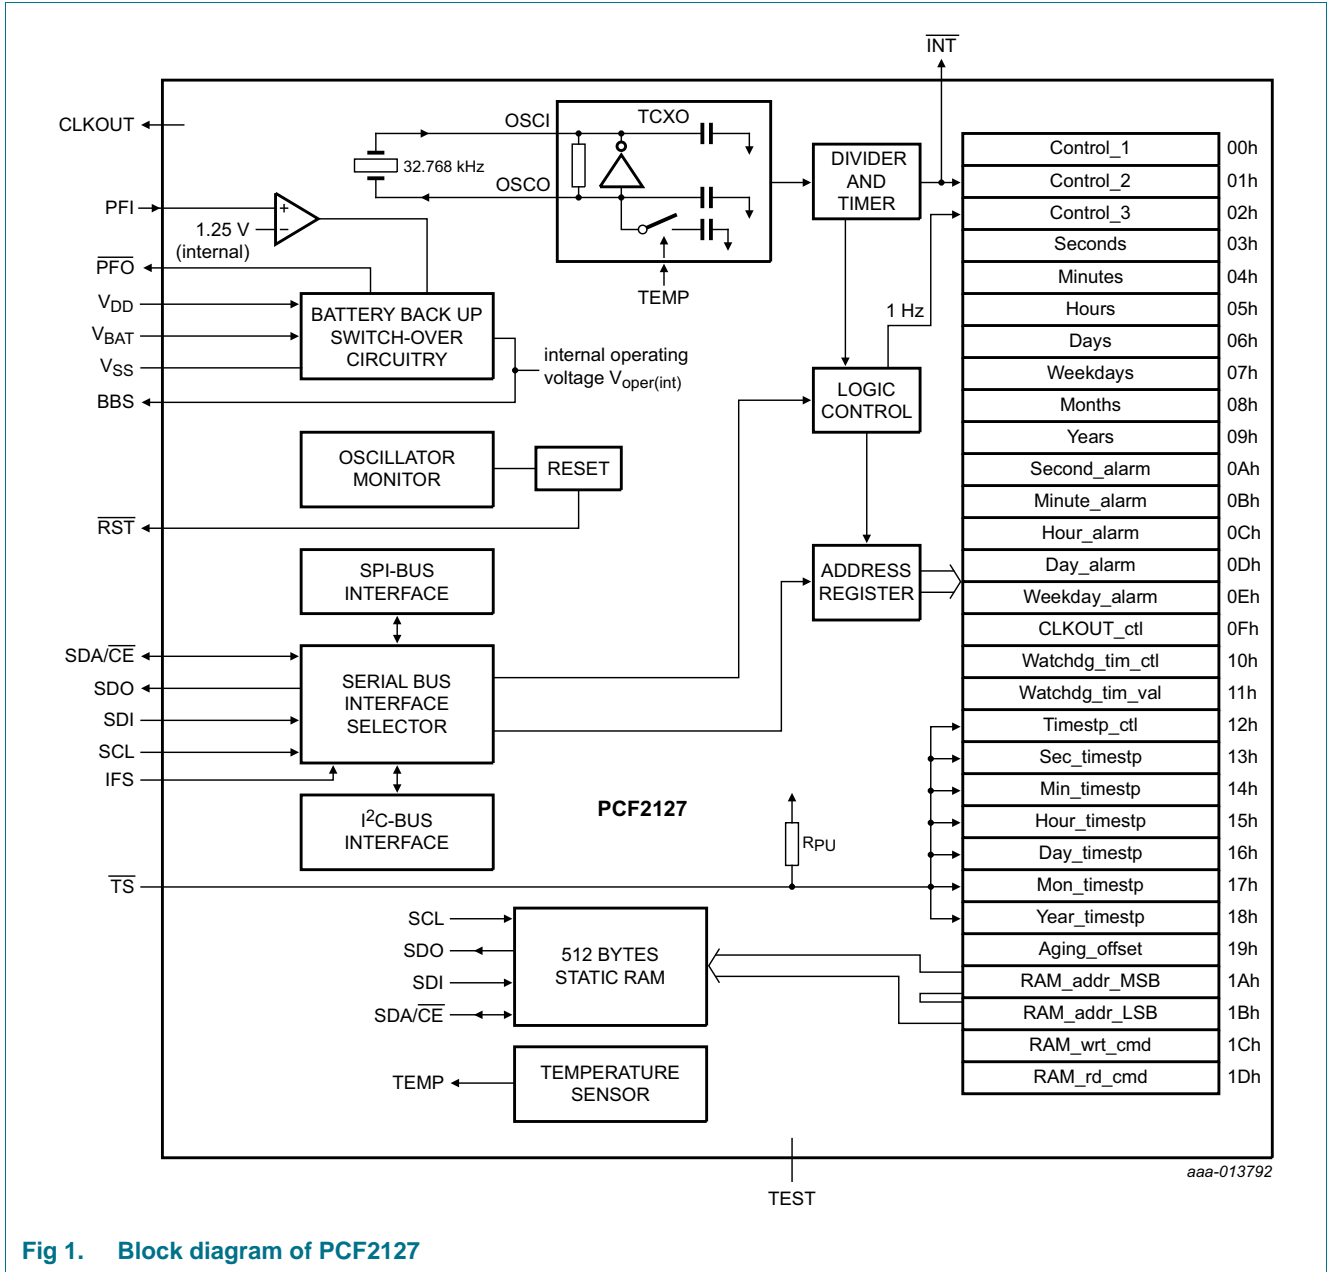 INT
CLKOUT
OSCI
TCXO
32.768 kHz
OSCO
TEMP
PFI
+
1.25 V
−
(internal)
PFO
VDD
VBAT
VSS
BBS
BATTERY BACK UP
SWITCH-OVER
CIRCUITRY
internal operating
voltage Voper(int)
DIVIDER
AND
TIMER
1 Hz
LOGIC
CONTROL
OSCILLATOR
MONITOR
RESET
RST
SPI-BUS
INTERFACE
ADDRESS
REGISTER
SDA/CE
SDO
SDI
SCL
IFS
SERIAL BUS
INTERFACE
SELECTOR
I2C-BUS
INTERFACE
PCF2127
RPU
TS
SCL
SDO
SDI
SDA/CE
512 BYTES
STATIC RAM
TEMP
TEMPERATURE
SENSOR
Control_1 00h
Control_2 01h
Control_3 02h
Seconds 03h
Minutes 04h
Hours 05h
Days 06h
Weekdays 07h
Months 08h
Years 09h
Second_alarm 0Ah
Minute_alarm 0Bh
Hour_alarm 0Ch
Day_alarm 0Dh
Weekday_alarm 0Eh
CLKOUT_ctl 0Fh
Watchdg_tim_ctl 10h
Watchdg_tim_val 11h
Timestp_ctl 12h
Sec_timestp 13h
Min_timestp 14h
Hour_timestp 15h
Day_timestp 16h
Mon_timestp 17h
Year_timestp 18h
Aging_offset 19h
RAM_addr_MSB 1Ah
RAM_addr_LSB 1Bh
RAM_wrt_cmd 1Ch
RAM_rd_cmd 1Dh
TEST
aaa-013792
Fig 1. Block diagram of PCF2127